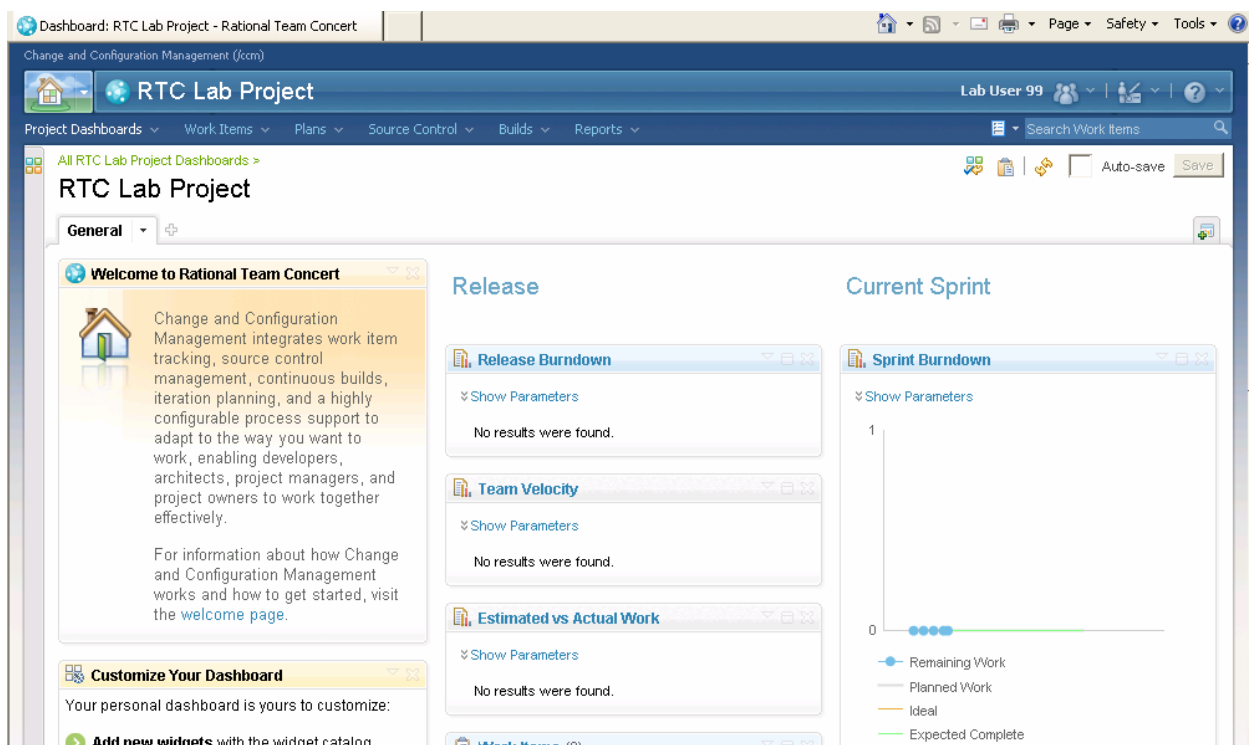 Dashboard: RTC Lab Project - Rational Team Concert
Page
Safety
Tools
Change and Configuration Management (/ccm)
RTC Lab Project
Lab User 99
Project Dashboards
Work Items
Plans
Source Control
Builds
Reports
Search Work Items
All RTC Lab Project Dashboards >
RTC Lab Project
Auto-save
Save
General
Welcome to Rational Team Concert
Change and Configuration
Management integrates work item
tracking, source control
management, continuous builds,
iteration planning, and a highly
configurable process support to
adapt to the way you want to
work, enabling developers,
architects, project managers, and
project owners to work together
effectively.
For information about how Change
and Configuration Management
works and how to get started, visit
the welcome page.
Customize Your Dashboard
Your personal dashboard is yours to customize:
Add new widgets with the widget catalog
Release
Release Burndown
Show Parameters
No results were found.
Team Velocity
Show Parameters
No results were found.
Estimated vs Actual Work
Show Parameters
No results were found.
Work Items (0)
Current Sprint
Sprint Burndown
Show Parameters
1
0
Remaining Work
Planned Work
Ideal
Expected Complete